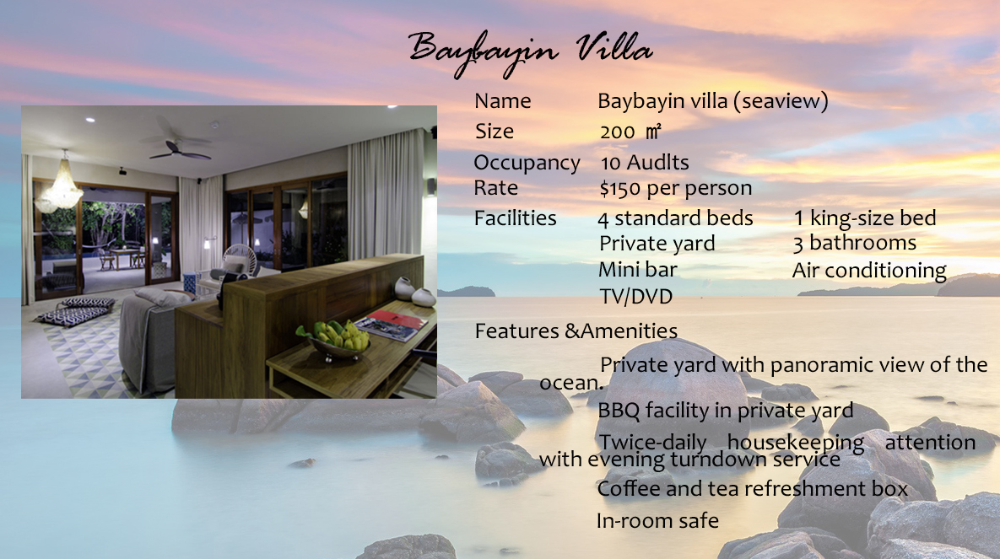 Baybayin Villa
Name Baybayin villa (seaview)
Size 200 ㎡
Occupancy 10 Audlts
Rate $150 per person
Facilities 4 standard beds 1 king-size bed
Private yard 3 bathrooms
Mini bar Air conditioning
TV/DVD
Features &Amenities
Private yard with panoramic view of the
ocean.
BBQ facility in private yard
Twice-daily housekeeping attention
with evening turndown service
Coffee and tea refreshment box
In-room safe